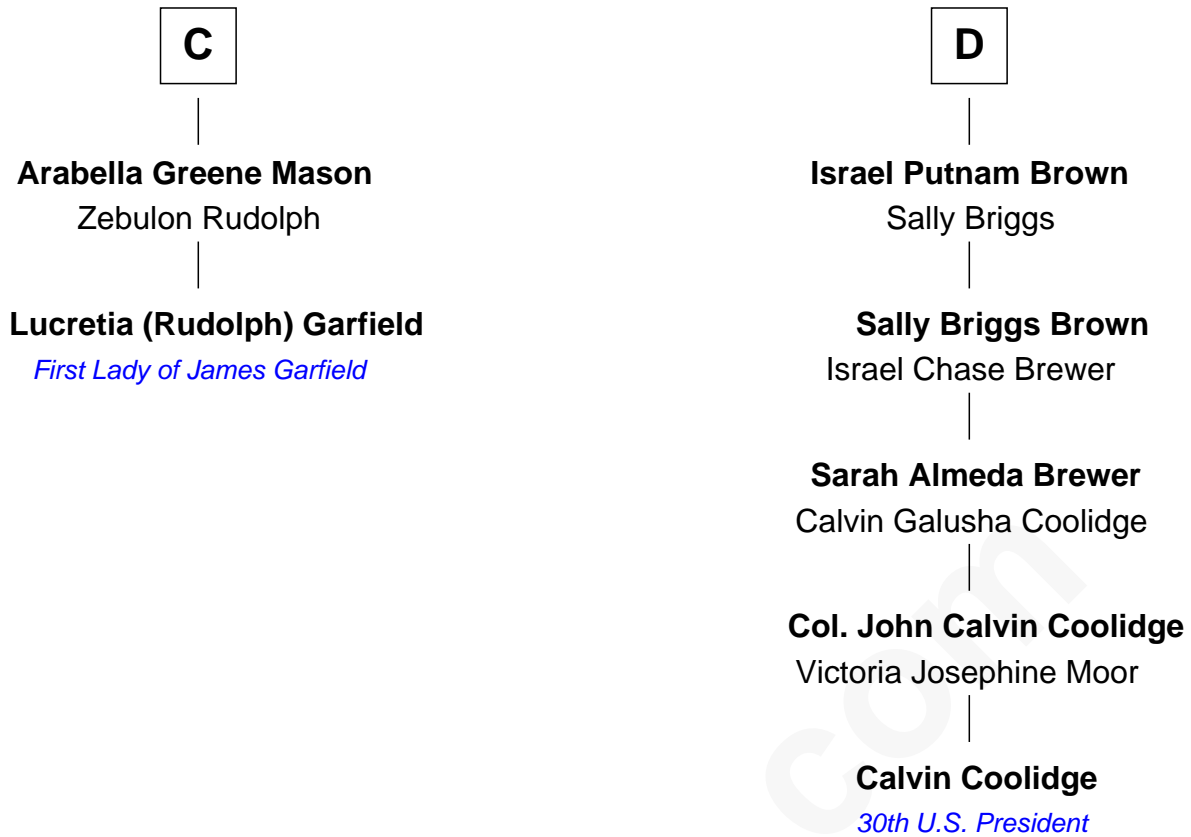 C
Arabella Greene Mason
Zebulon Rudolph
Lucretia (Rudolph) Garfield
First Lady of James Garfield
D
Israel Putnam Brown
Sally Briggs
Sally Briggs Brown
Israel Chase Brewer
Sarah Almeda Brewer
Calvin Galusha Coolidge
Col. John Calvin Coolidge
Victoria Josephine Moor
Calvin Coolidge
30th U.S. President
com